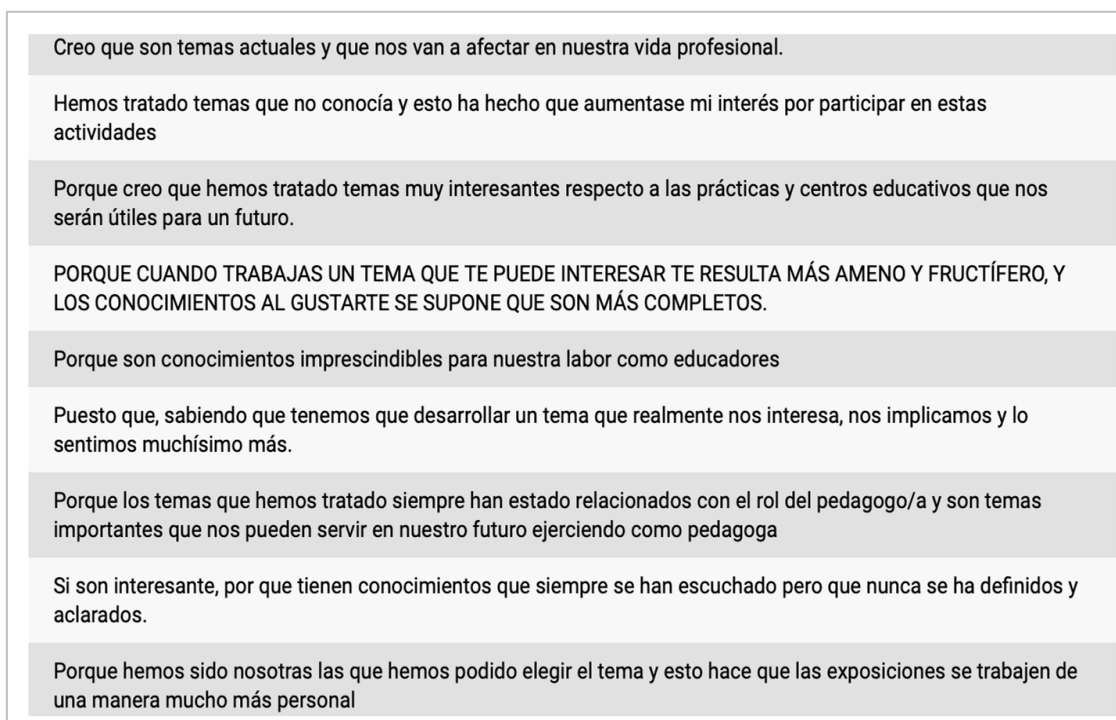 Creo que son temas actuales y que nos van a afectar en nuestra vida profesional.
Hemos tratado temas que no conocía y esto ha hecho que aumentase mi interés por participar en estas
actividades
Porque creo que hemos tratado temas muy interesantes respecto a las prácticas y centros educativos que nos
serán útiles para un futuro.
PORQUE CUANDO TRABAJAS UN TEMA QUE TE PUEDE INTERESAR TE RESULTA MÁS AMENO Y FRUCTÍFERO, Y
LOS CONOCIMIENTOS AL GUSTARTE SE SUPONE QUE SON MÁS COMPLETOS.
Porque son conocimientos imprescindibles para nuestra labor como educadores
Puesto que, sabiendo que tenemos que desarrollar un tema que realmente nos interesa, nos implicamos y lo
sentimos muchísimo más.
Porque los temas que hemos tratado siempre han estado relacionados con el rol del pedagogo/a y son temas
importantes que nos pueden servir en nuestro futuro ejerciendo como pedagoga
Si son interesante, por que tienen conocimientos que siempre se han escuchado pero que nunca se ha definidos y
aclarados.
Porque hemos sido nosotras las que hemos podido elegir el tema y esto hace que las exposiciones se trabajen de
una manera mucho más personal